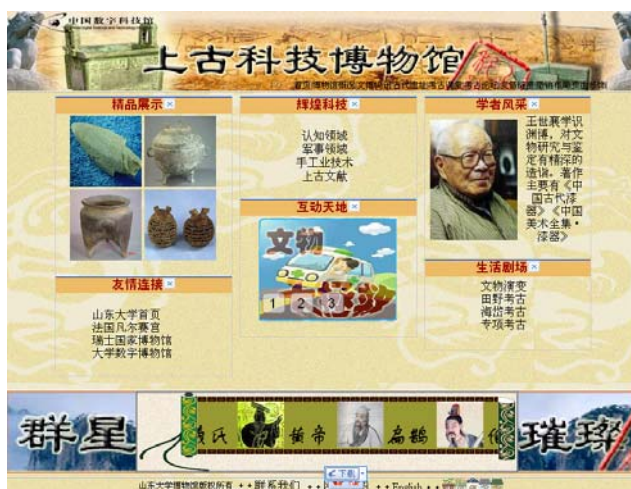 中国数字科技馆
上古科技博物馆
精品展示
辉煌科技
认知领域
军事领域
手工业技术
上古文献
学者风采
王世襄学识
渊博，对文
物研究与鉴
定有精深的
造诣。著作
主要有《中
国古代漆
器》《中国
美术全集·
漆器》
互动天地
文物
1 2 3
友情连接
山东大学首页
法国凡尔赛宫
瑞士国家博物馆
大学数字博物馆
生活剧场
文物演变
田野考古
海岱考古
专项考古
群星
黄帝
扁鹊
璀璨
山东大学博物馆版权所有 ++联系我们 ++
下载
++English++